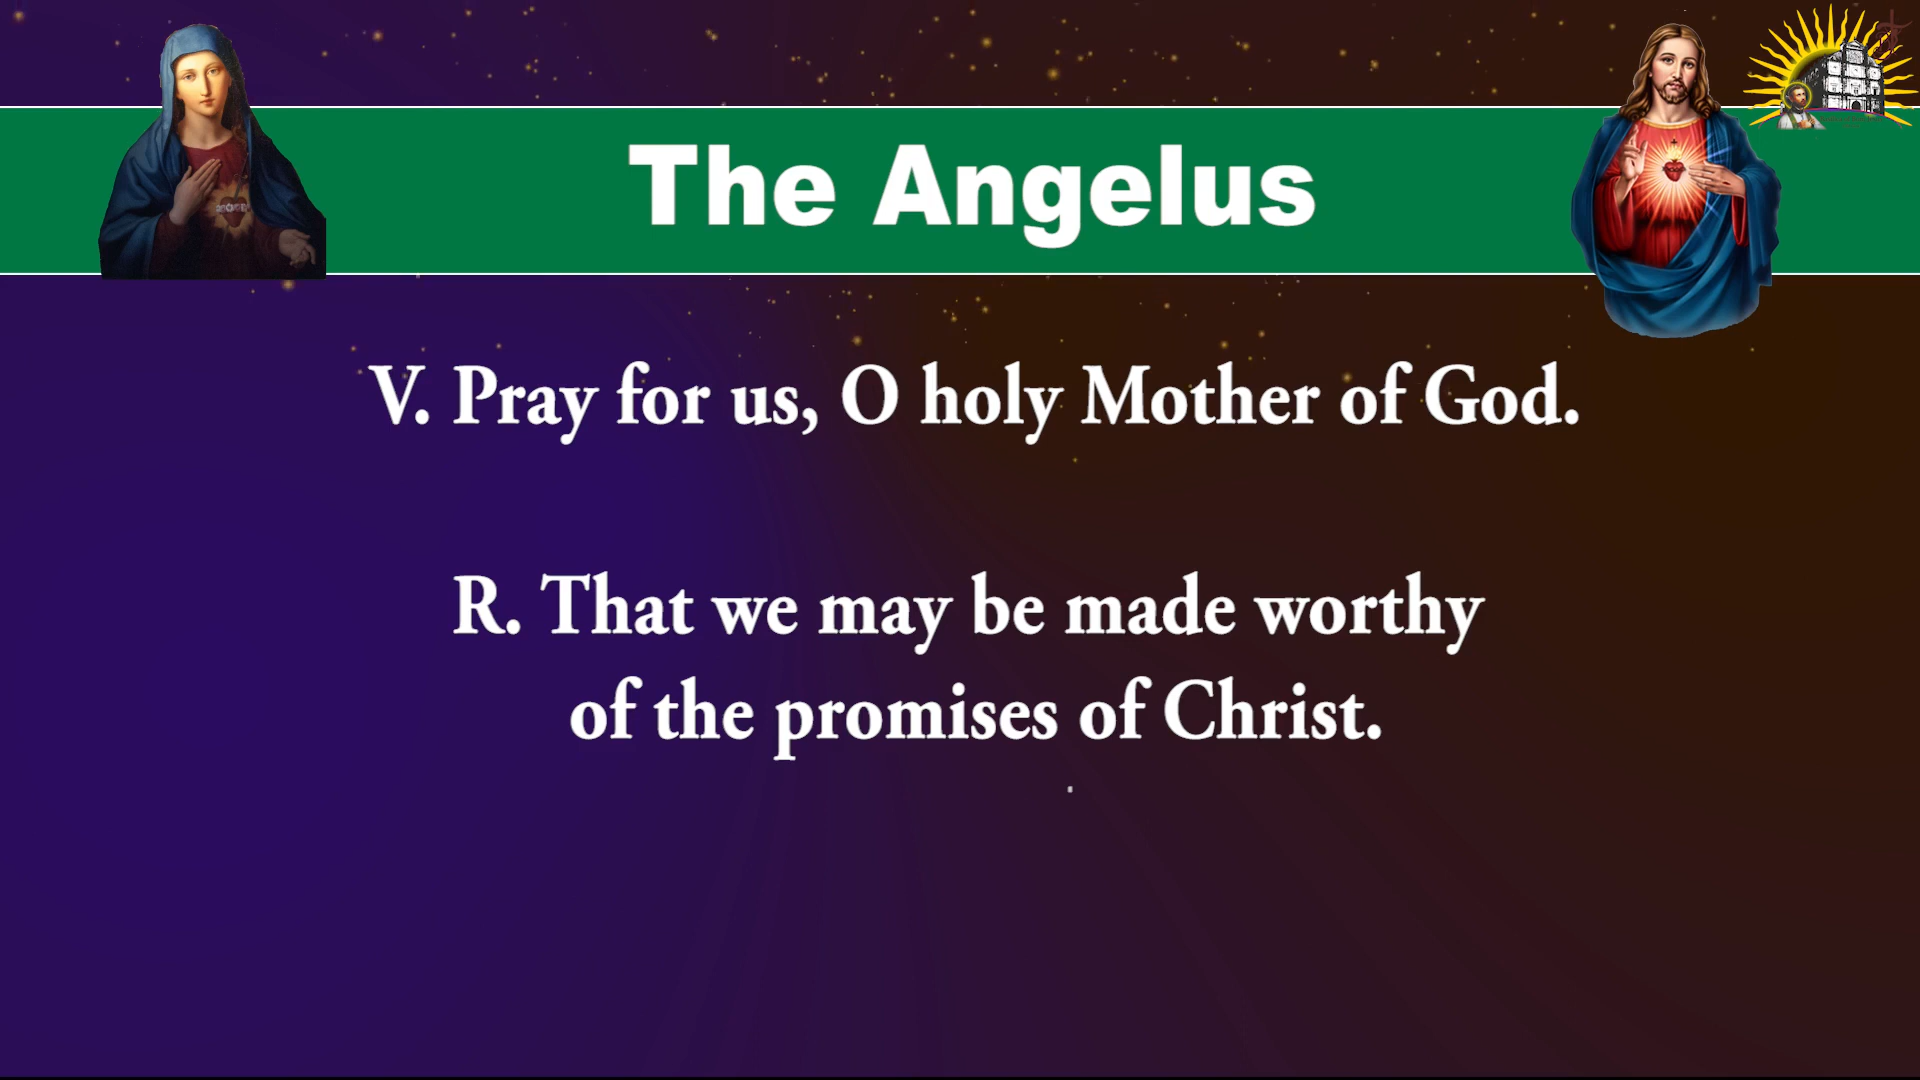 The Angelus
V. Pray for us, O holy Mother of God.
R. That we may be made worthy
of the promises of Christ.